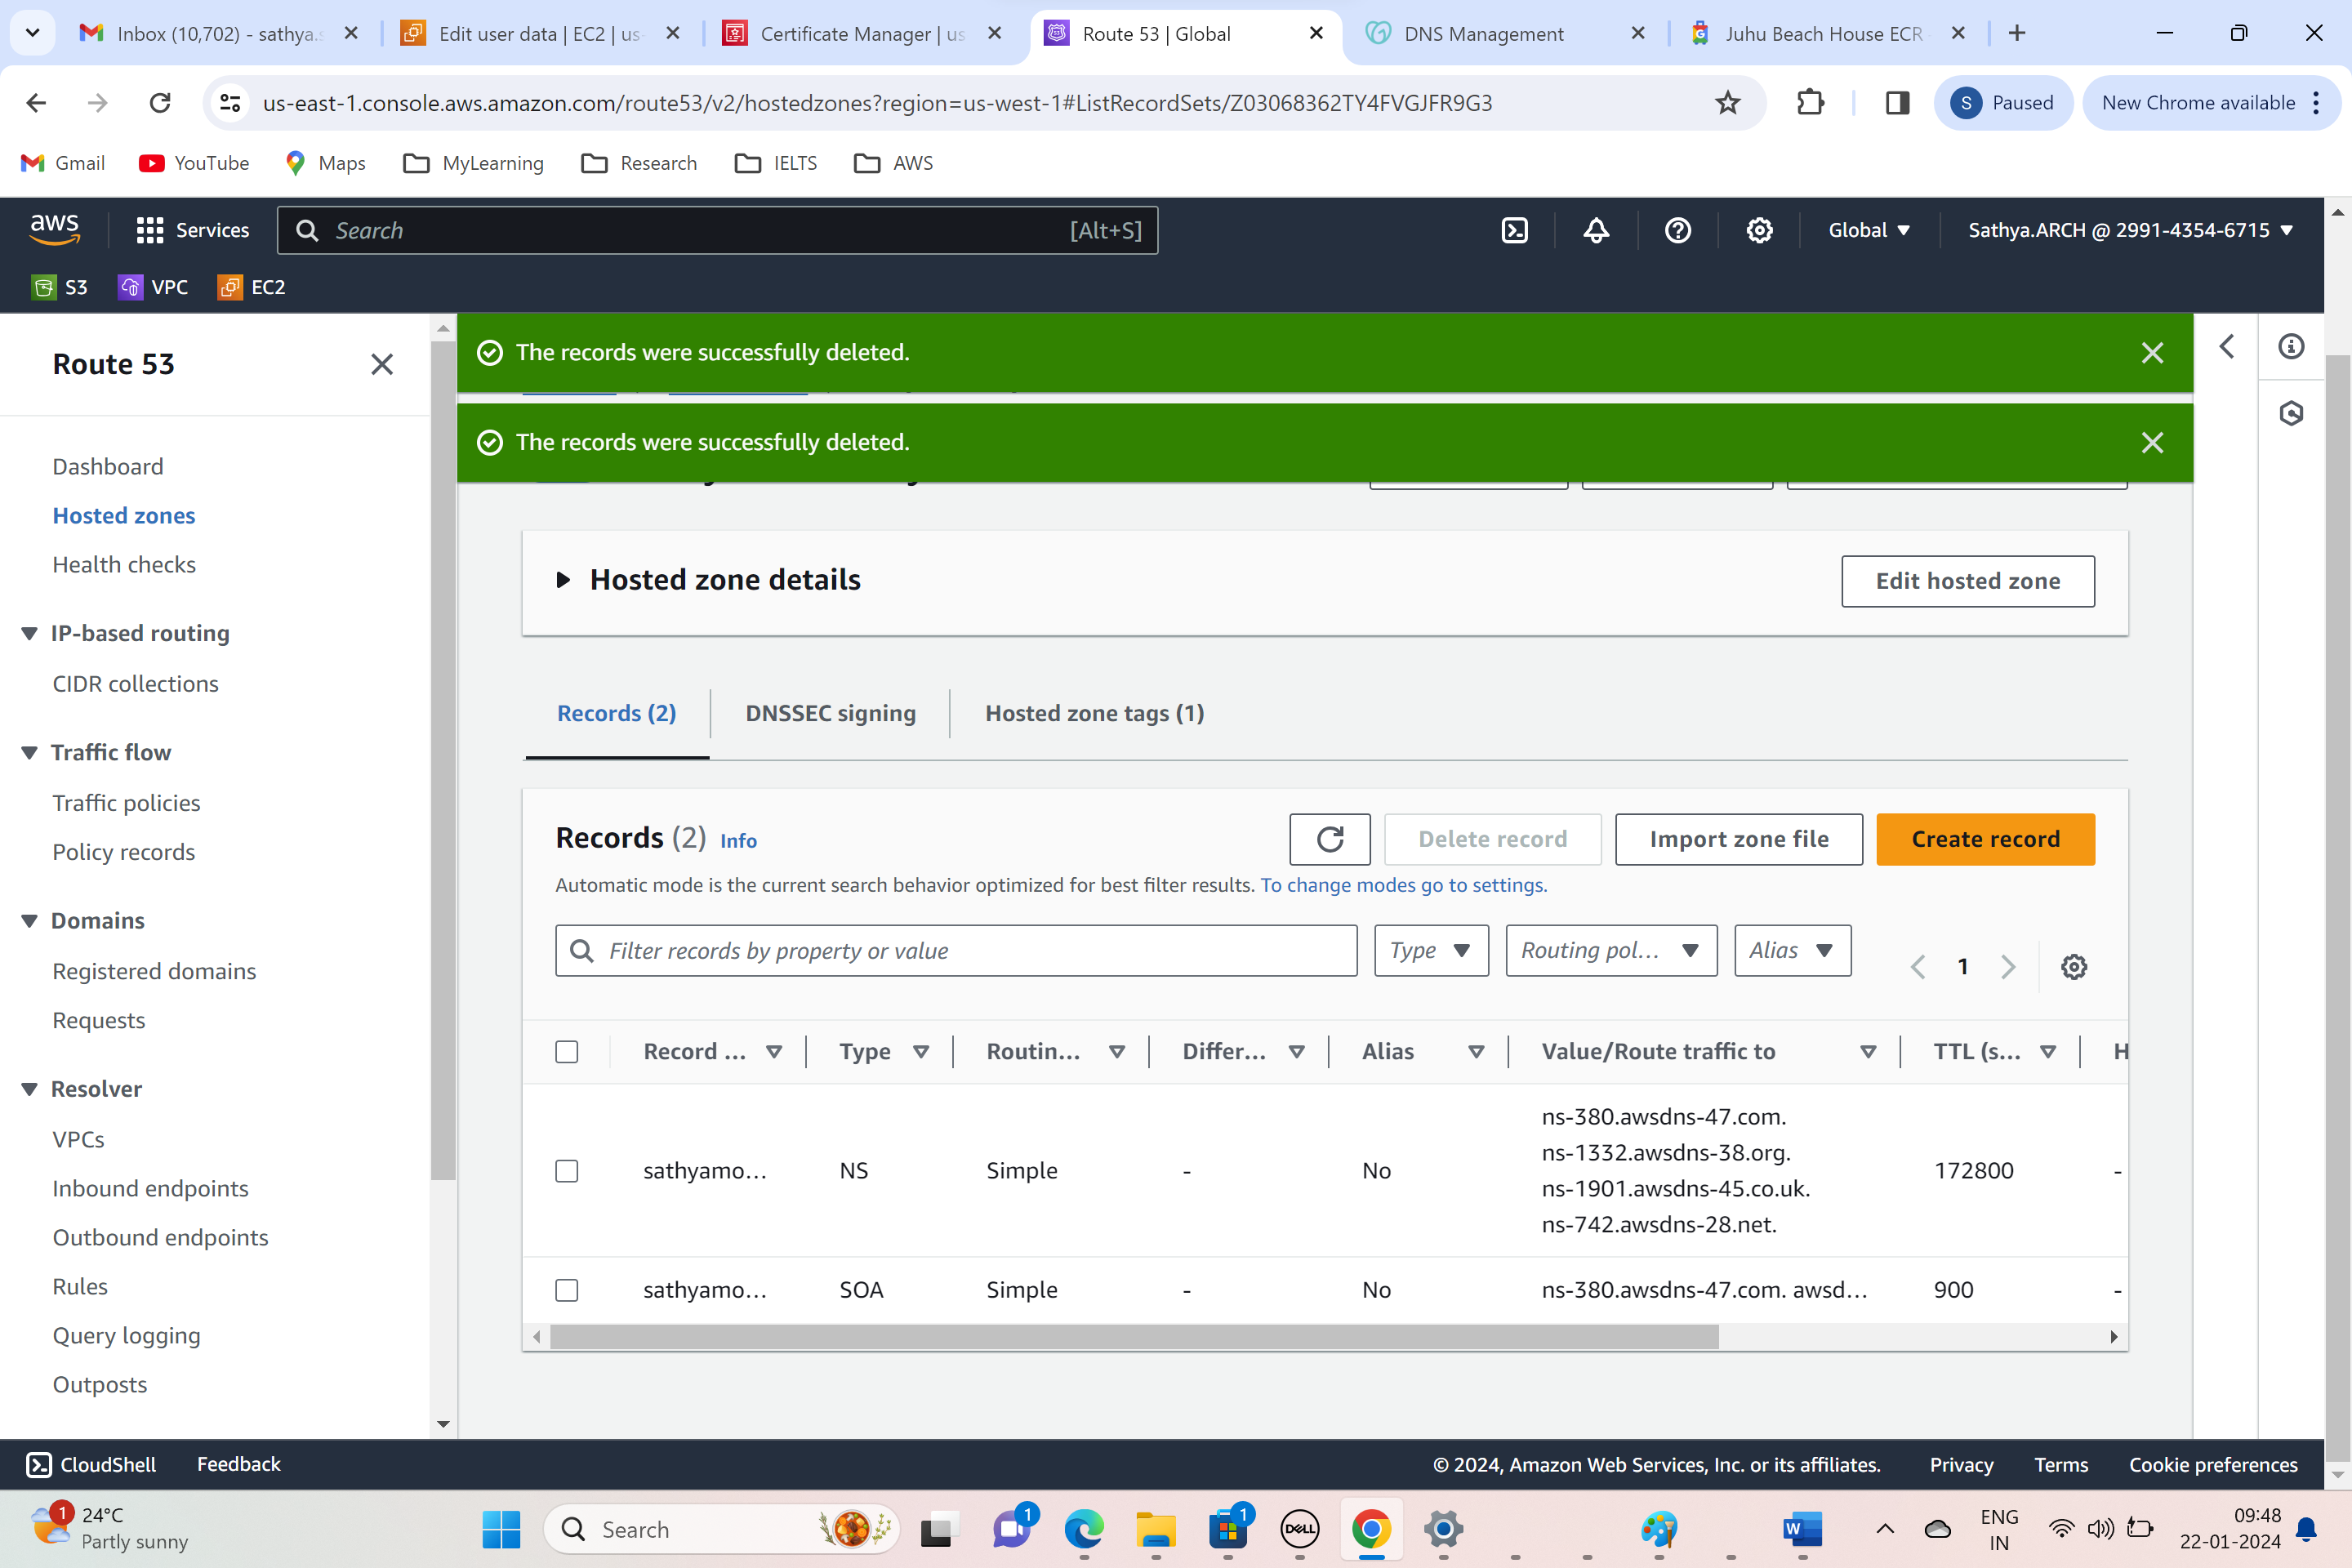 Inbox (10,702) - sathya.s
Edit user data | EC2 | us-
Certificate Manager | us
Route 53 | Global
DNS Management
Juhu Beach House ECR
us-east-1.console.aws.amazon.com/route53/v2/hostedzones?region=us-west-1#ListRecordSets/Z03068362TY4FVGJFR9G3
S Paused
New Chrome available
Gmail
YouTube
Maps
MyLearning
Research
IELTS
AWS
aws
Services
Search
[Alt+S]
Global
Sathya.ARCH @ 2991-4354-6715
S3
VPC
EC2
Route 53
Dashboard
Hosted zones
Health checks
IP-based routing
CIDR collections
Traffic flow
Traffic policies
Policy records
Domains
Registered domains
Requests
Resolver
VPCs
Inbound endpoints
Outbound endpoints
Rules
Query logging
Outposts
The records were successfully deleted.
The records were successfully deleted.
Hosted zone details
Edit hosted zone
Records (2)
DNSSEC signing
Hosted zone tags (1)
Records (2) Info
Delete record
Import zone file
Create record
Automatic mode is the current search behavior optimized for best filter results. To change modes go to settings.
Filter records by property or value
Type
Routing pol...
Alias
1
Record ... Type Routin... Differ... Alias Value/Route traffic to TTL (s... H
sathyamo... NS Simple - No
ns-380.awsdns-47.com.
ns-1332.awsdns-38.org.
ns-1901.awsdns-45.co.uk.
ns-742.awsdns-28.net.
172800 -
sathyamo... SOA Simple - No ns-380.awsdns-47.com. awsd... 900 -
CloudShell
Feedback
© 2024, Amazon Web Services, Inc. or its affiliates.
Privacy
Terms
Cookie preferences
1
24°C
Partly sunny
Search
1
1
DELL
W
ENG
IN
09:48
22-01-2024